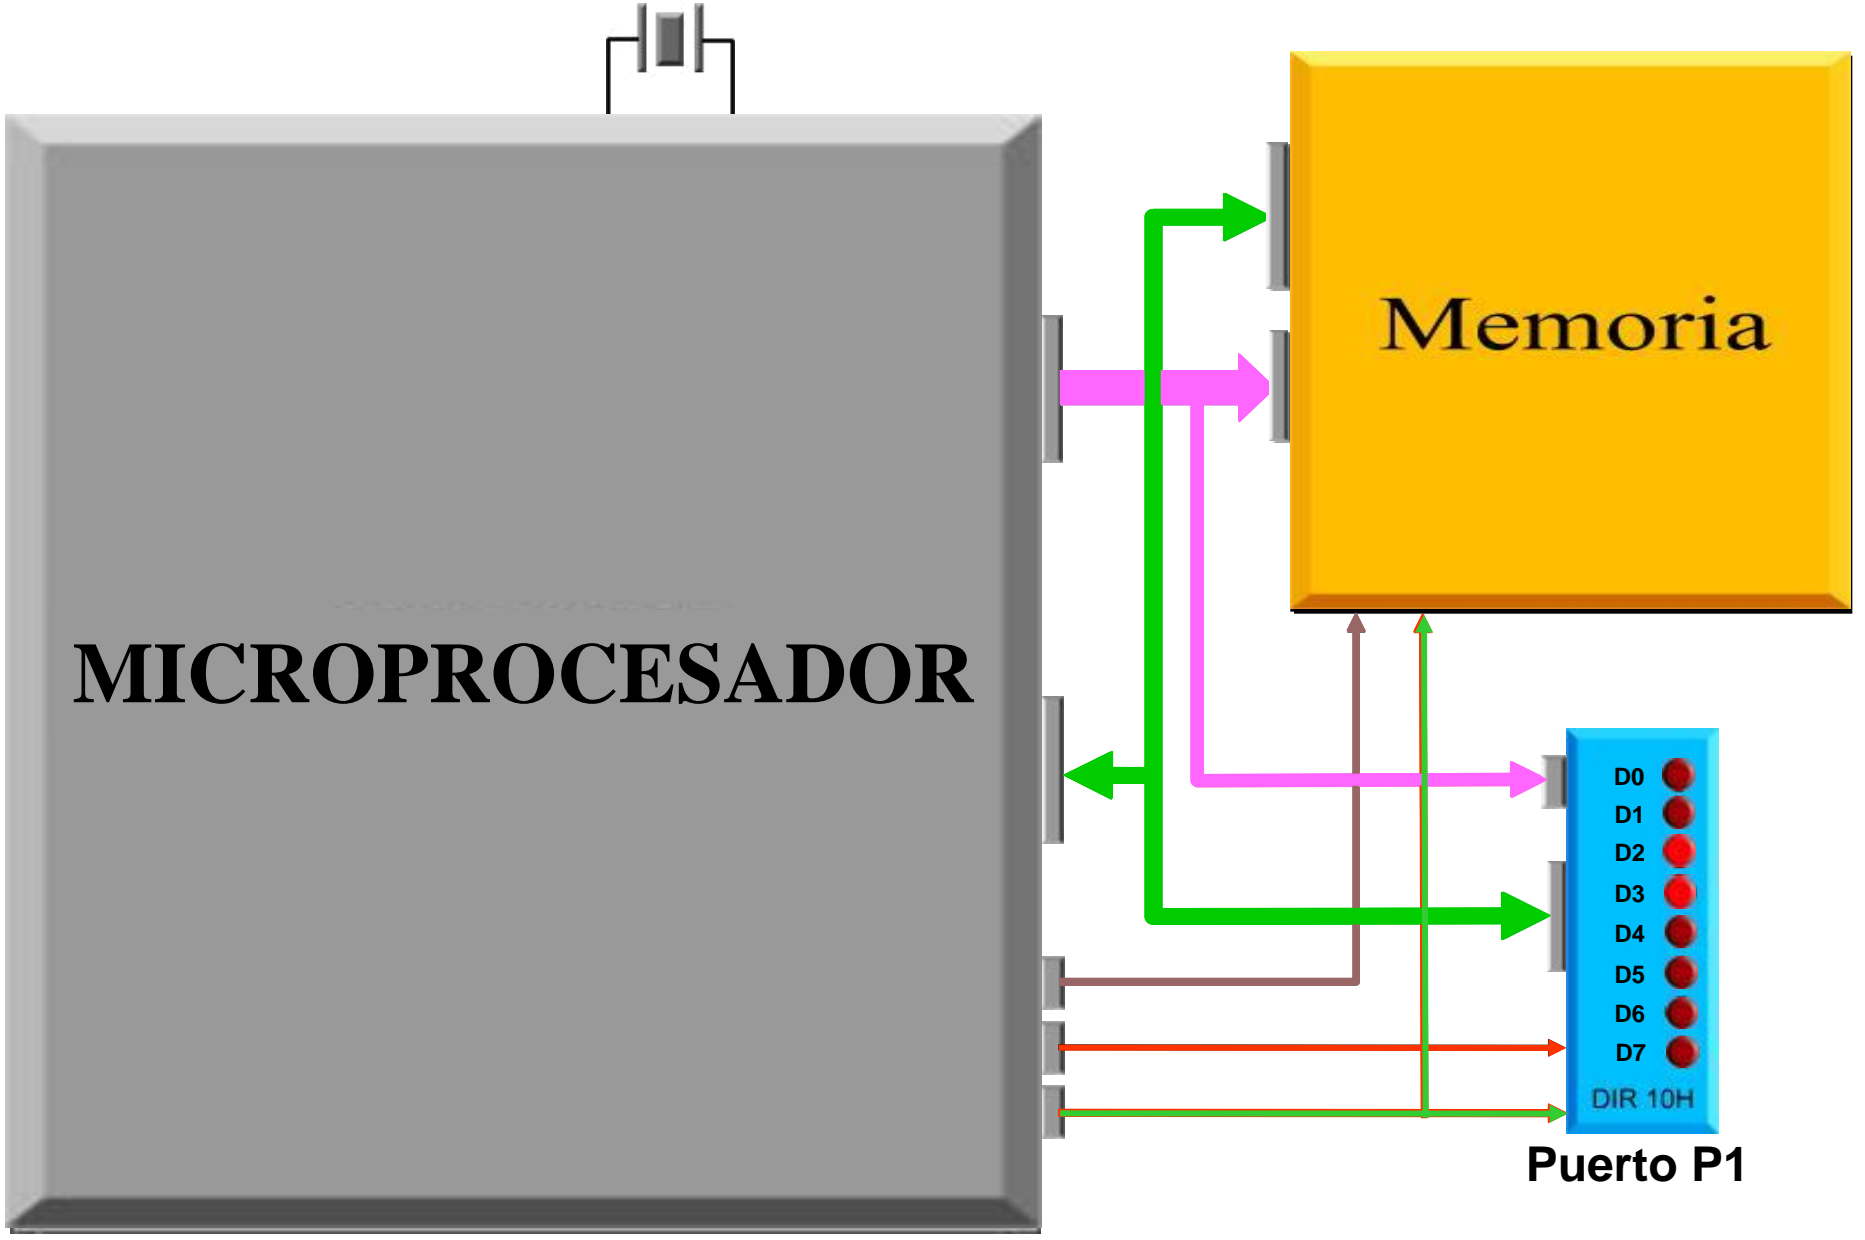 Memoria
MICROPROCESADOR
D0
D1
D2
D3
D4
D5
D6
D7
DIR 10H
Puerto P1